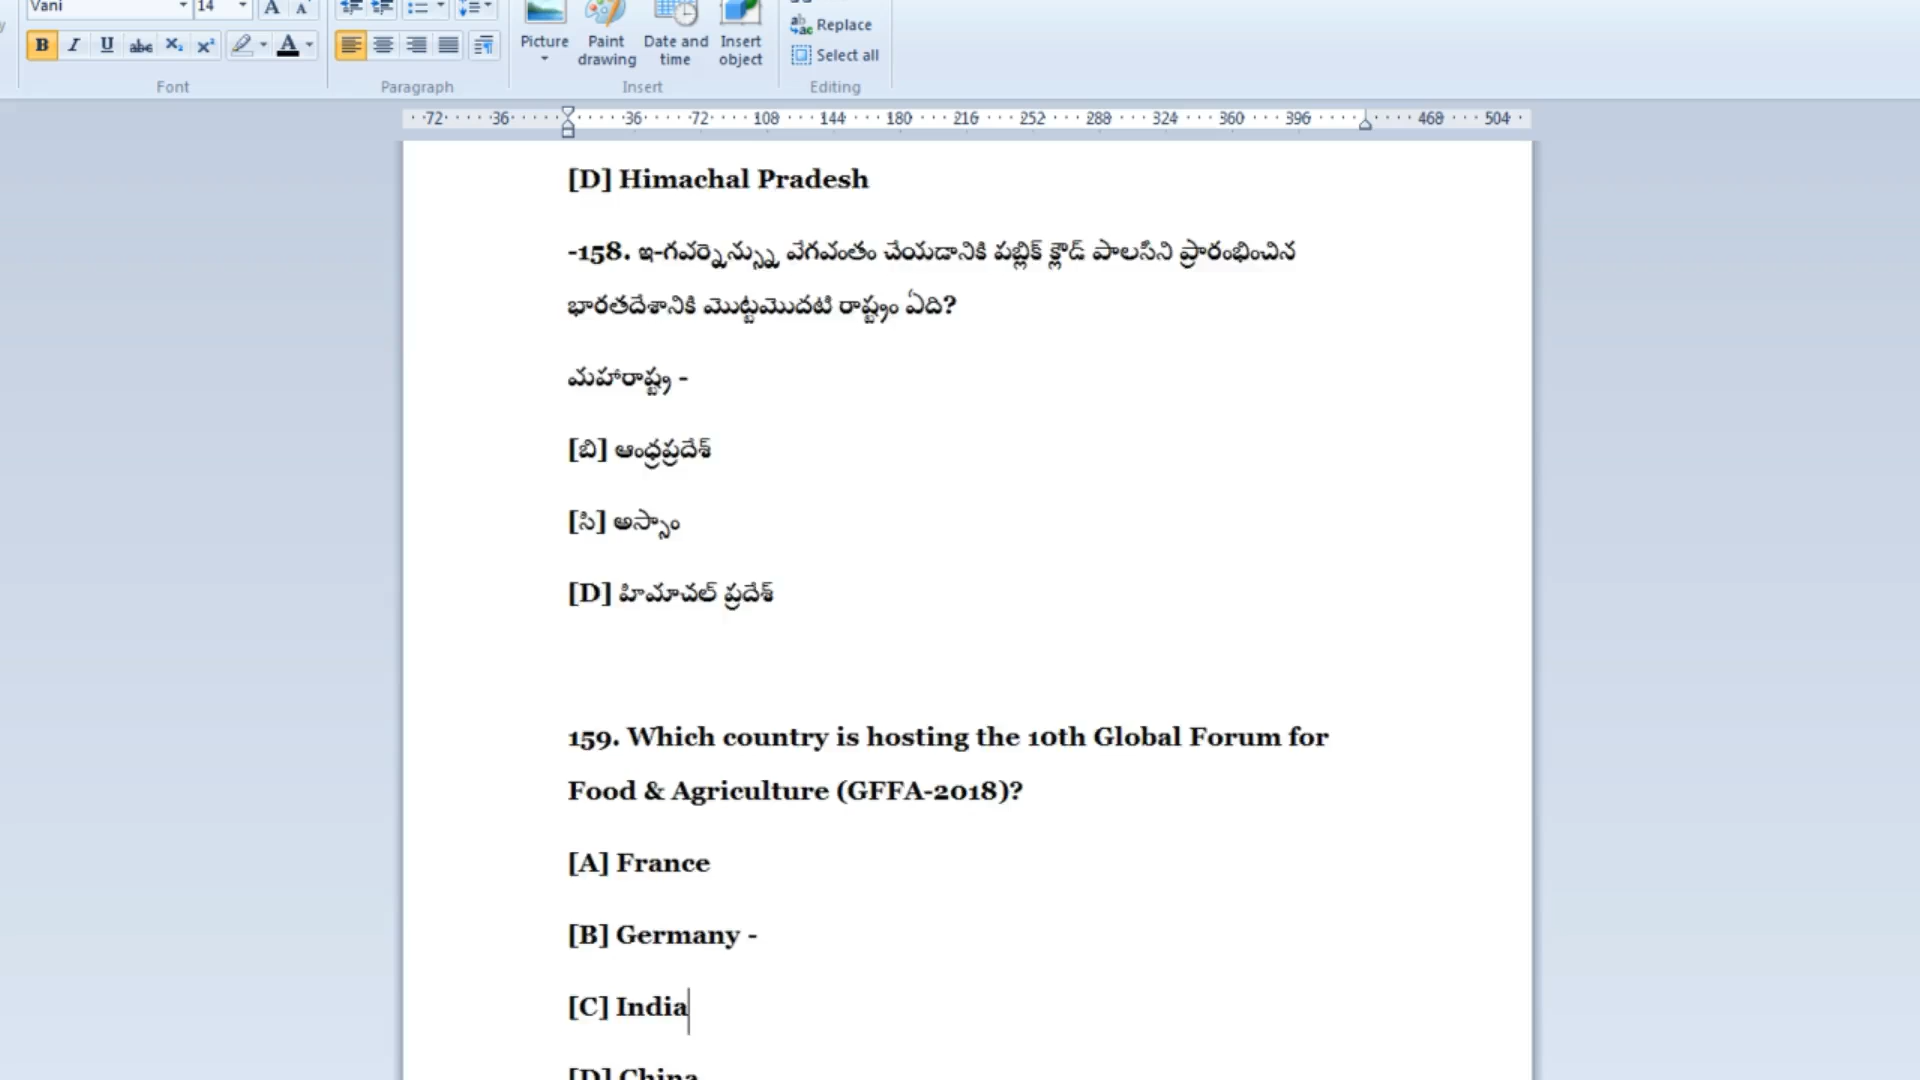 Vani 14 A A
B I U abc X₂ X² A
Font
Paragraph
Picture
Paint drawing
Date and time
Insert object
Insert
Replace
Select all
Editing
72 36 36 72 108 144 180 216 252 288 324 360 396 468 504
[D] Himachal Pradesh
-158. ఇ-గవర్నెన్స్ను వేగవంతం చేయడానికి పబ్లిక్ క్లౌడ్ పాలసీని ప్రారంభించిన
భారతదేశానికి మొట్టమొదటి రాష్ట్రం ఏది?
మహారాష్ట్ర -
[బి] ఆంధ్రప్రదేశ్
[సి] అస్సాం
[D] హిమాచల్ ప్రదేశ్
159. Which country is hosting the 10th Global Forum for
Food & Agriculture (GFFA-2018)?
[A] France
[B] Germany -
[C] India
[D] China